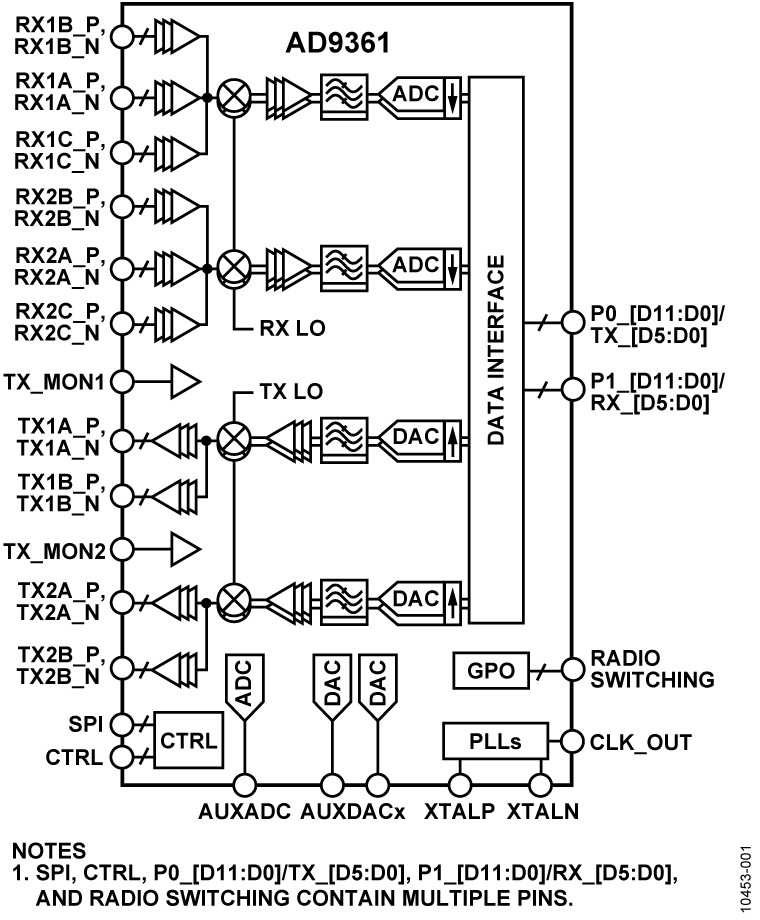 AD9361
RX1B_P,
RX1B_N
RX1A_P,
RX1A_N
ADC
RX1C_P,
RX1C_N
RX2B_P,
RX2B_N
RX2A_P,
RX2A_N
ADC
RX2C_P,
RX2C_N
RX LO
DATA INTERFACE
P0_[D11:D0]/
TX_[D5:D0]
TX_MON1
TX LO
P1_[D11:D0]/
RX_[D5:D0]
TX1A_P,
TX1A_N
DAC
TX1B_P,
TX1B_N
TX_MON2
TX2A_P,
TX2A_N
DAC
TX2B_P,
TX2B_N
ADC
DAC
DAC
GPO
RADIO
SWITCHING
SPI
CTRL
CTRL
PLLs
CLK_OUT
AUXADC
AUXDACx
XTALP
XTALN
NOTES
1. SPI, CTRL, P0_[D11:D0]/TX_[D5:D0], P1_[D11:D0]/RX_[D5:D0],
AND RADIO SWITCHING CONTAIN MULTIPLE PINS.
10453-001